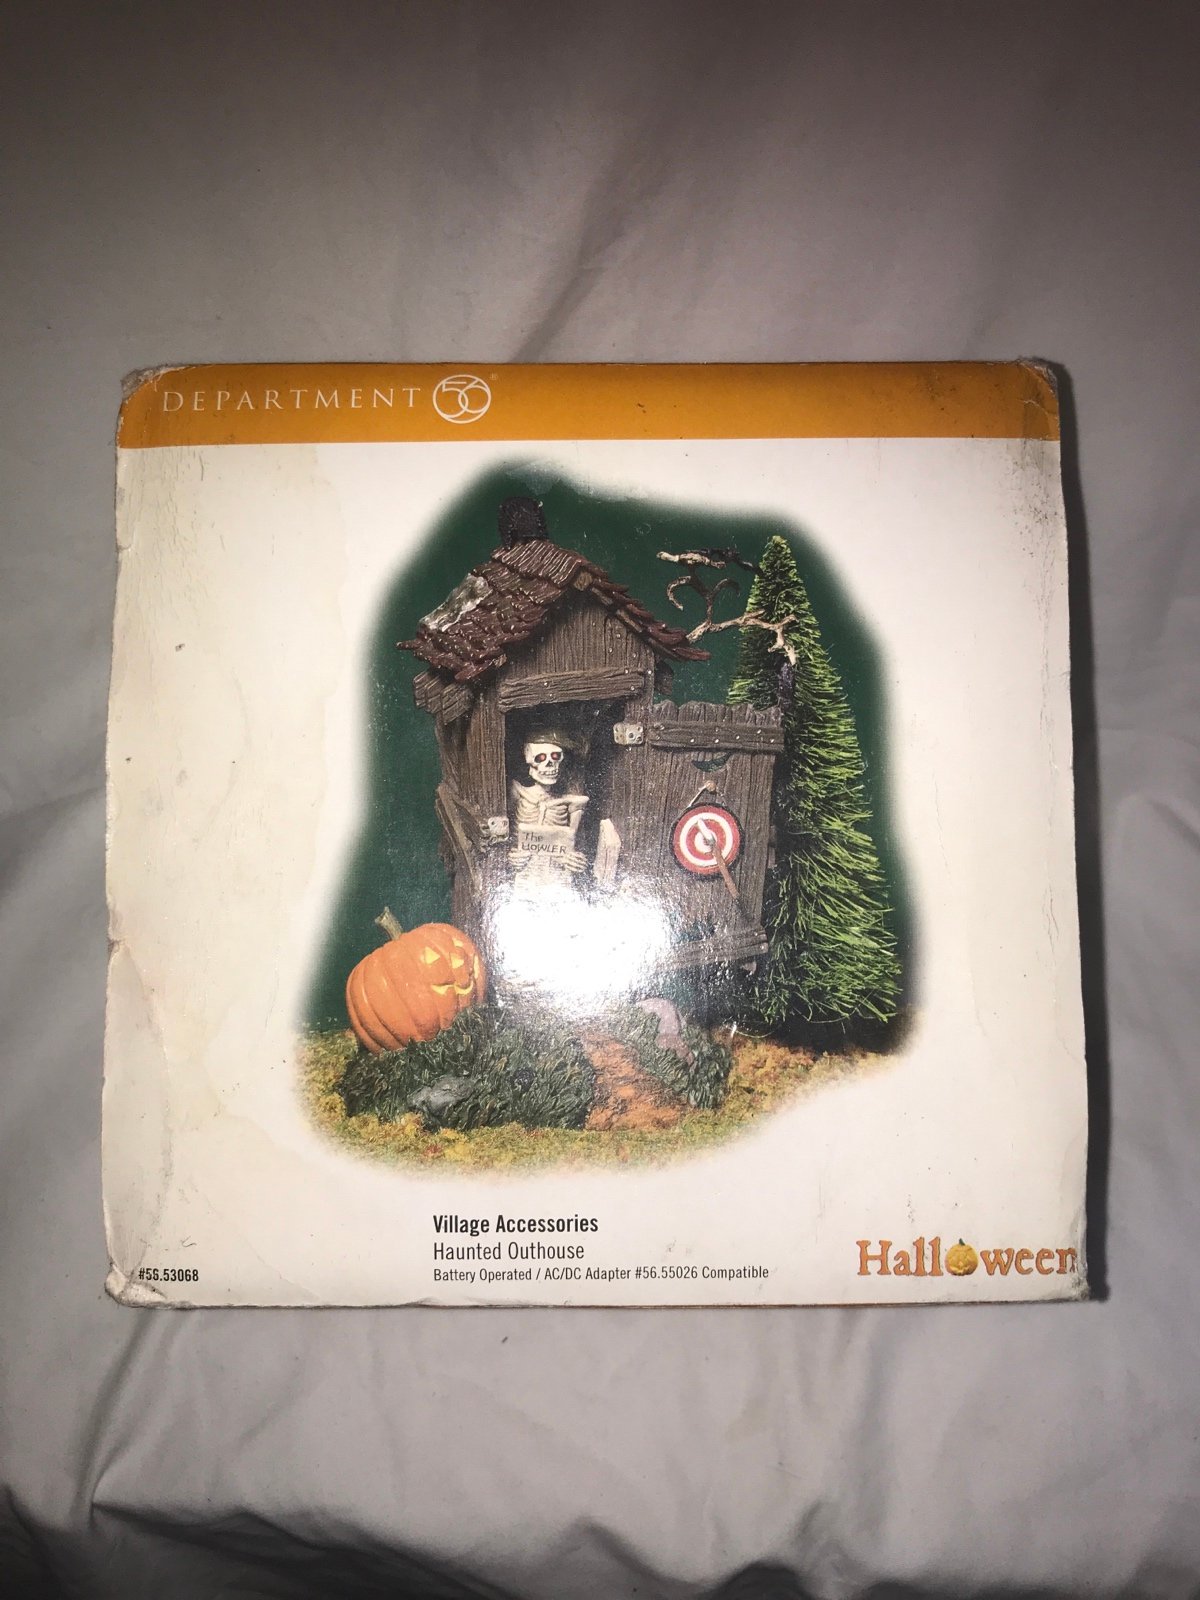 DEPARTMENT 56®
The
HOWLER
Village Accessories
Haunted Outhouse
Battery Operated / AC/DC Adapter #56.55026 Compatible
#56.53068
Halloween